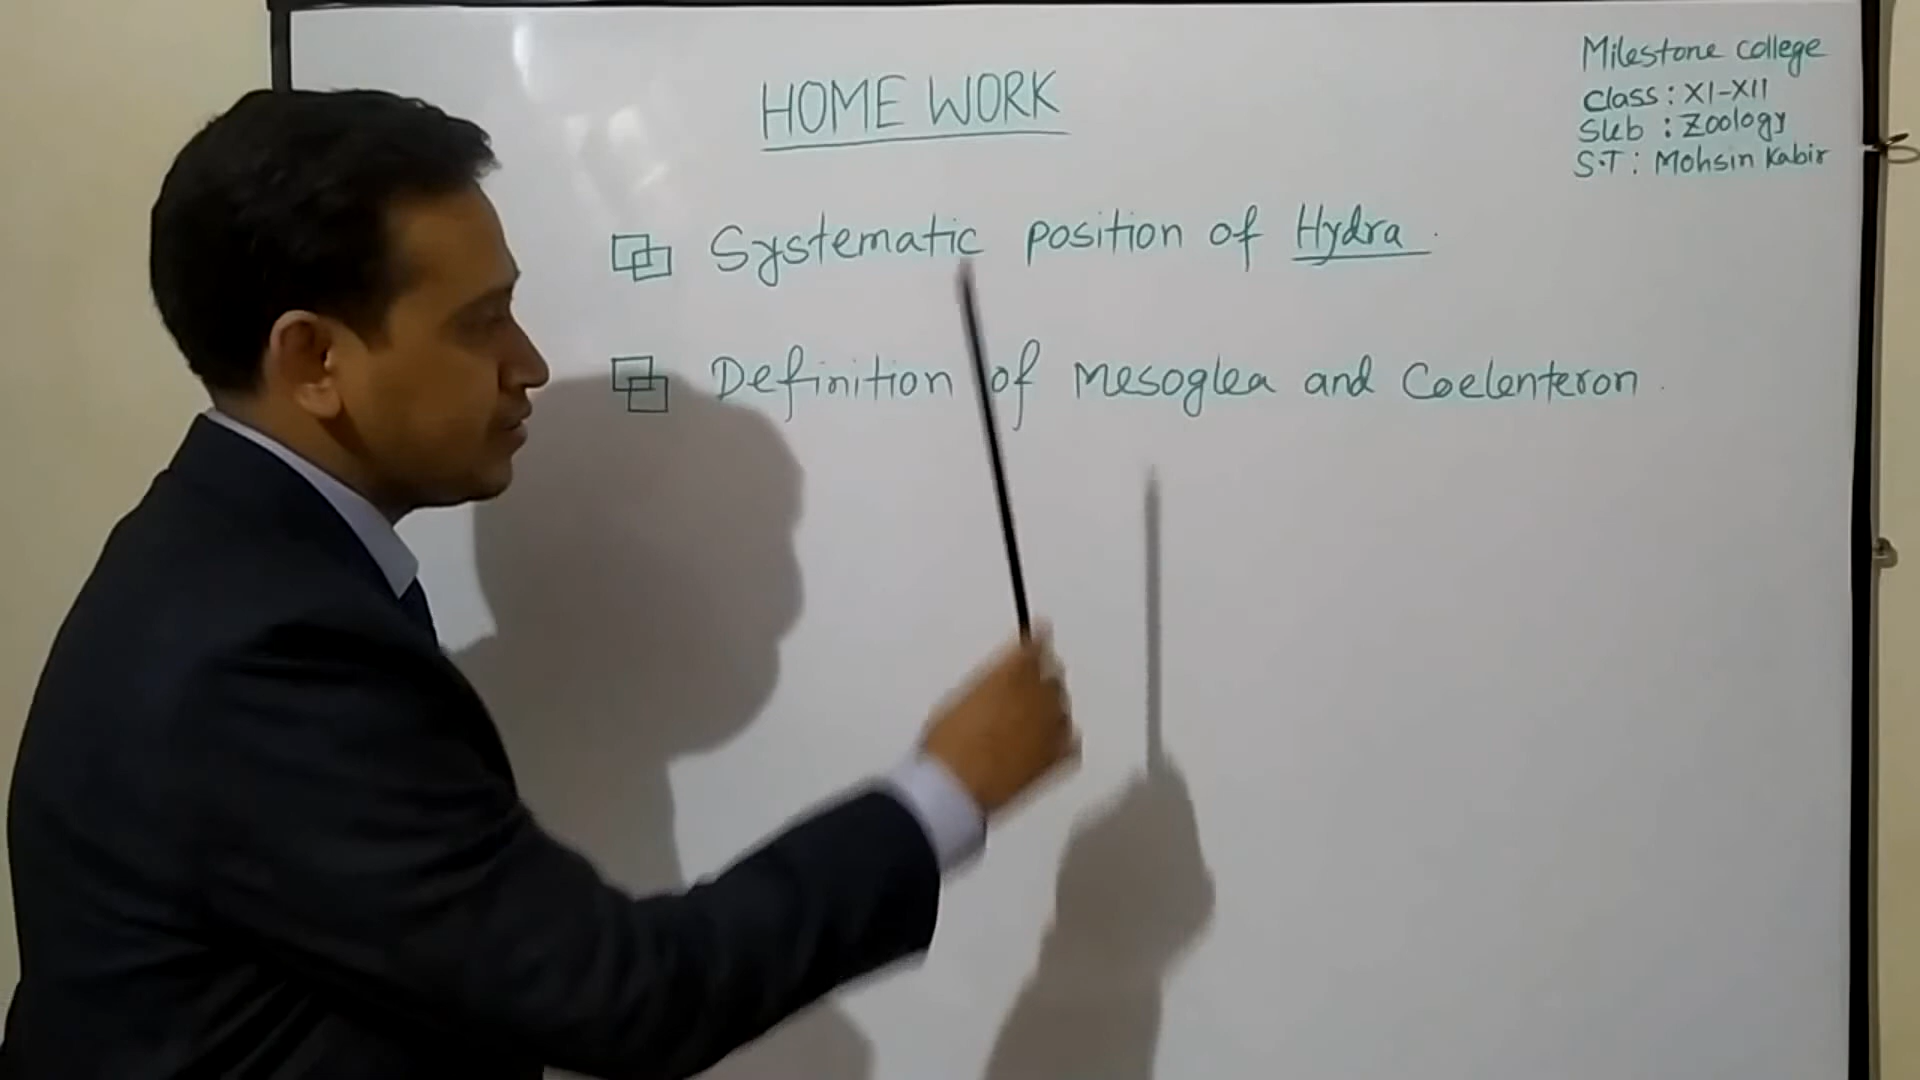 HOME WORK
Milestone college
Class : XI-XII
Sub : Zoology
S.T : Mohsin Kabir
Systematic position of Hydra.
Definition of Mesoglea and Coelenteron.